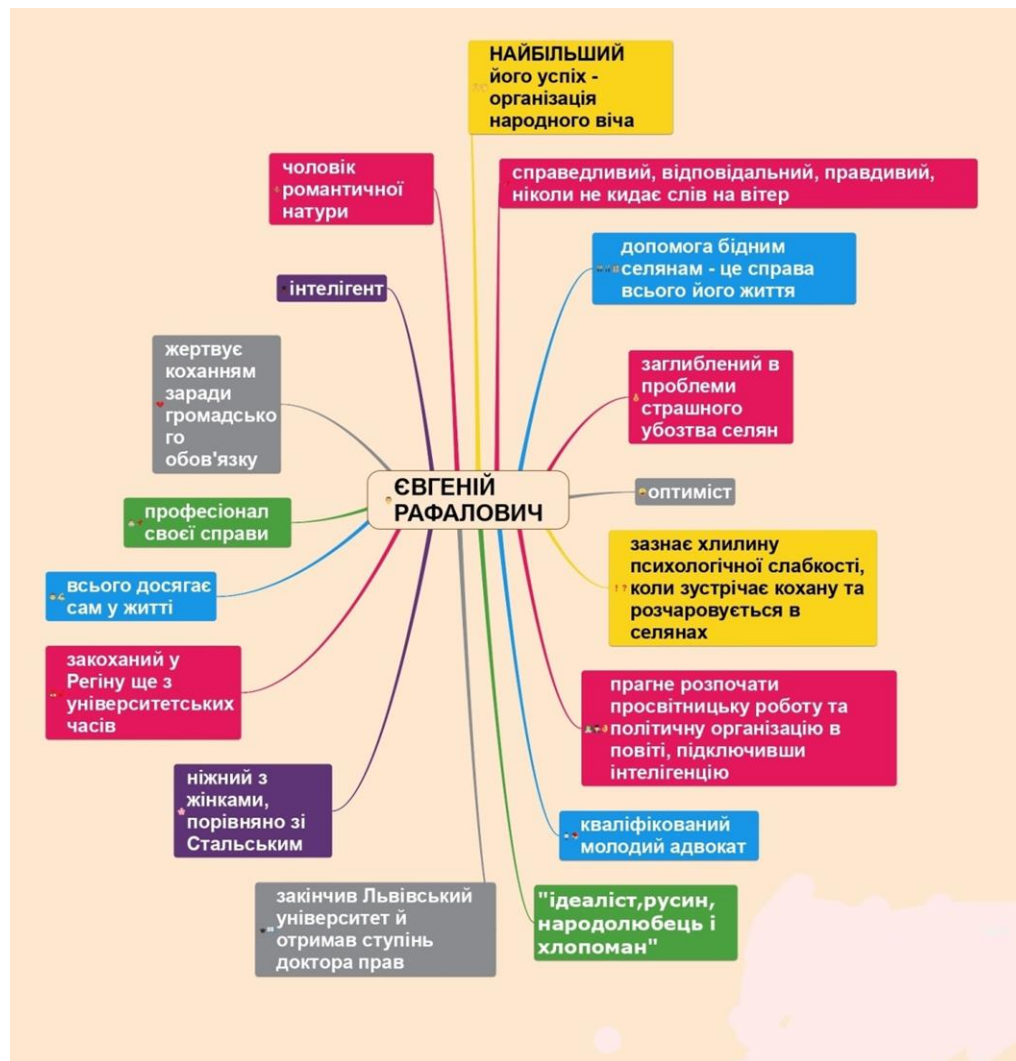 НАЙБІЛЬШИЙ
його успіх -
організація
народного віча
чоловік
романтичної
натури
справедливий, відповідальний, правдивий,
ніколи не кидає слів на вітер
допомога бідним
селянам - це справа
всього його життя
інтелігент
жертвує
коханням
заради
громадсько
го
обов'язку
заглиблений в
проблеми
страшного
убозтва селян
ЄВГЕНІЙ
РАФАЛОВИЧ
оптиміст
професіонал
своєї справи
зазнає хлилину
психологічної слабкості,
коли зустрічає кохану та
розчаровується в
селянах
всього досягає
сам у житті
закоханий у
Регіну ще з
університетських
часів
прагне розпочати
просвітницьку роботу та
політичну організацію в
повіті, підключивши
інтелігенцію
ніжний з
жінками,
порівняно зі
Стальським
кваліфікований
молодий адвокат
закінчив Львівський
університет й
отримав ступінь
доктора прав
"ідеаліст,русин,
народолюбець і
хлопоман"